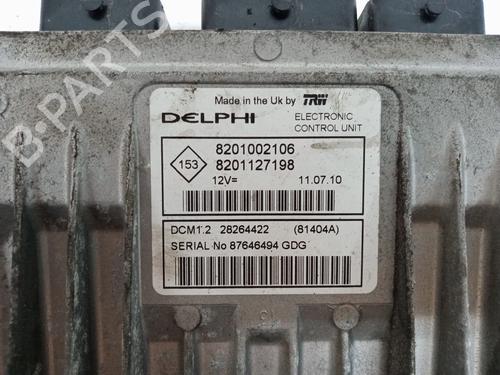 B-PARTS
Made in the Uk by TRW
DELPHI ELECTRONIC CONTROL UNIT
153
8201002106
8201127198
12V= 11.07.10
DCM1.2 28264422 (81404A)
SERIAL No 87646494 GDG